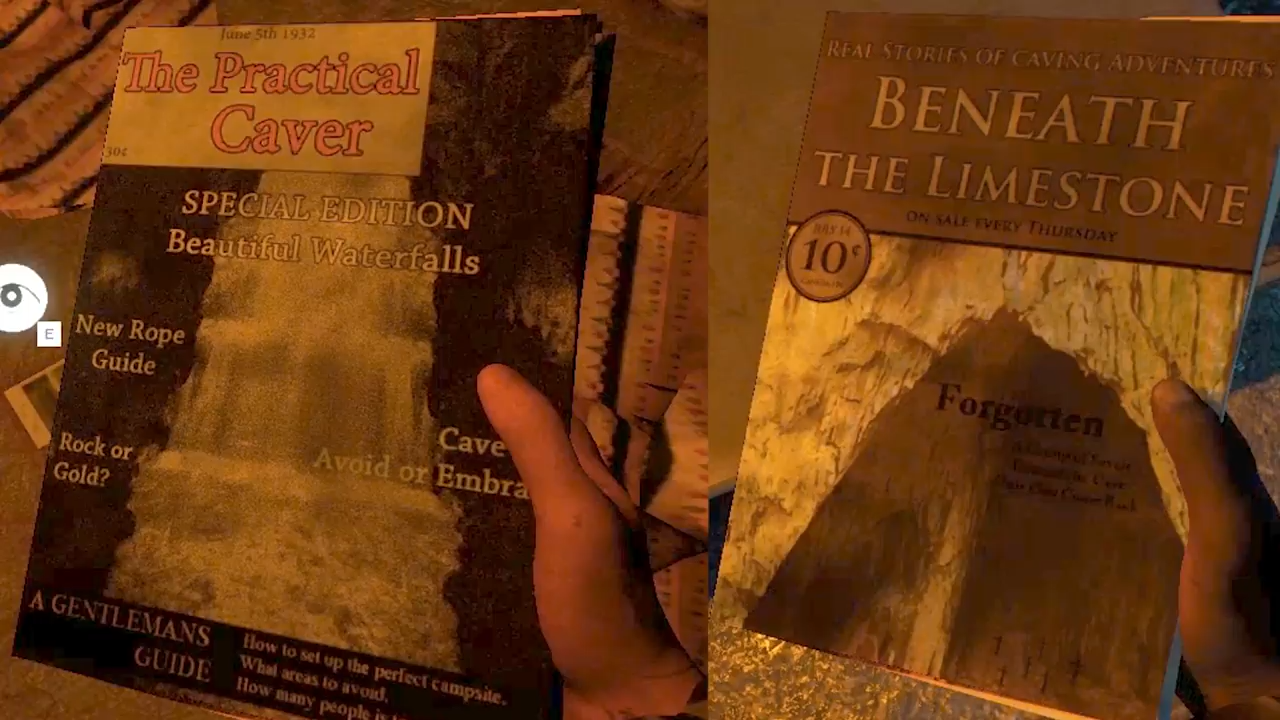 June 5th 1932
The Practical
Caver
30¢
SPECIAL EDITION
Beautiful Waterfalls
New Rope
Guide
Rock or
Gold?
Cave
Avoid or Embra
A GENTLEMANS
GUIDE
How to set up the perfect campsite.
What areas to avoid.
How many people is
E
REAL STORIES OF CAVING ADVENTURES
BENEATH
THE LIMESTONE
ON SALE EVERY THURSDAY
JULY 14
10¢
Forgotten